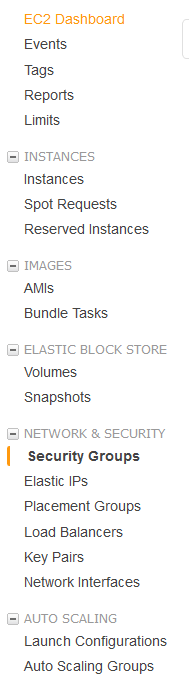 EC2 Dashboard
Events
Tags
Reports
Limits
INSTANCES
Instances
Spot Requests
Reserved Instances
IMAGES
AMIs
Bundle Tasks
ELASTIC BLOCK STORE
Volumes
Snapshots
NETWORK & SECURITY
Security Groups
Elastic IPs
Placement Groups
Load Balancers
Key Pairs
Network Interfaces
AUTO SCALING
Launch Configurations
Auto Scaling Groups